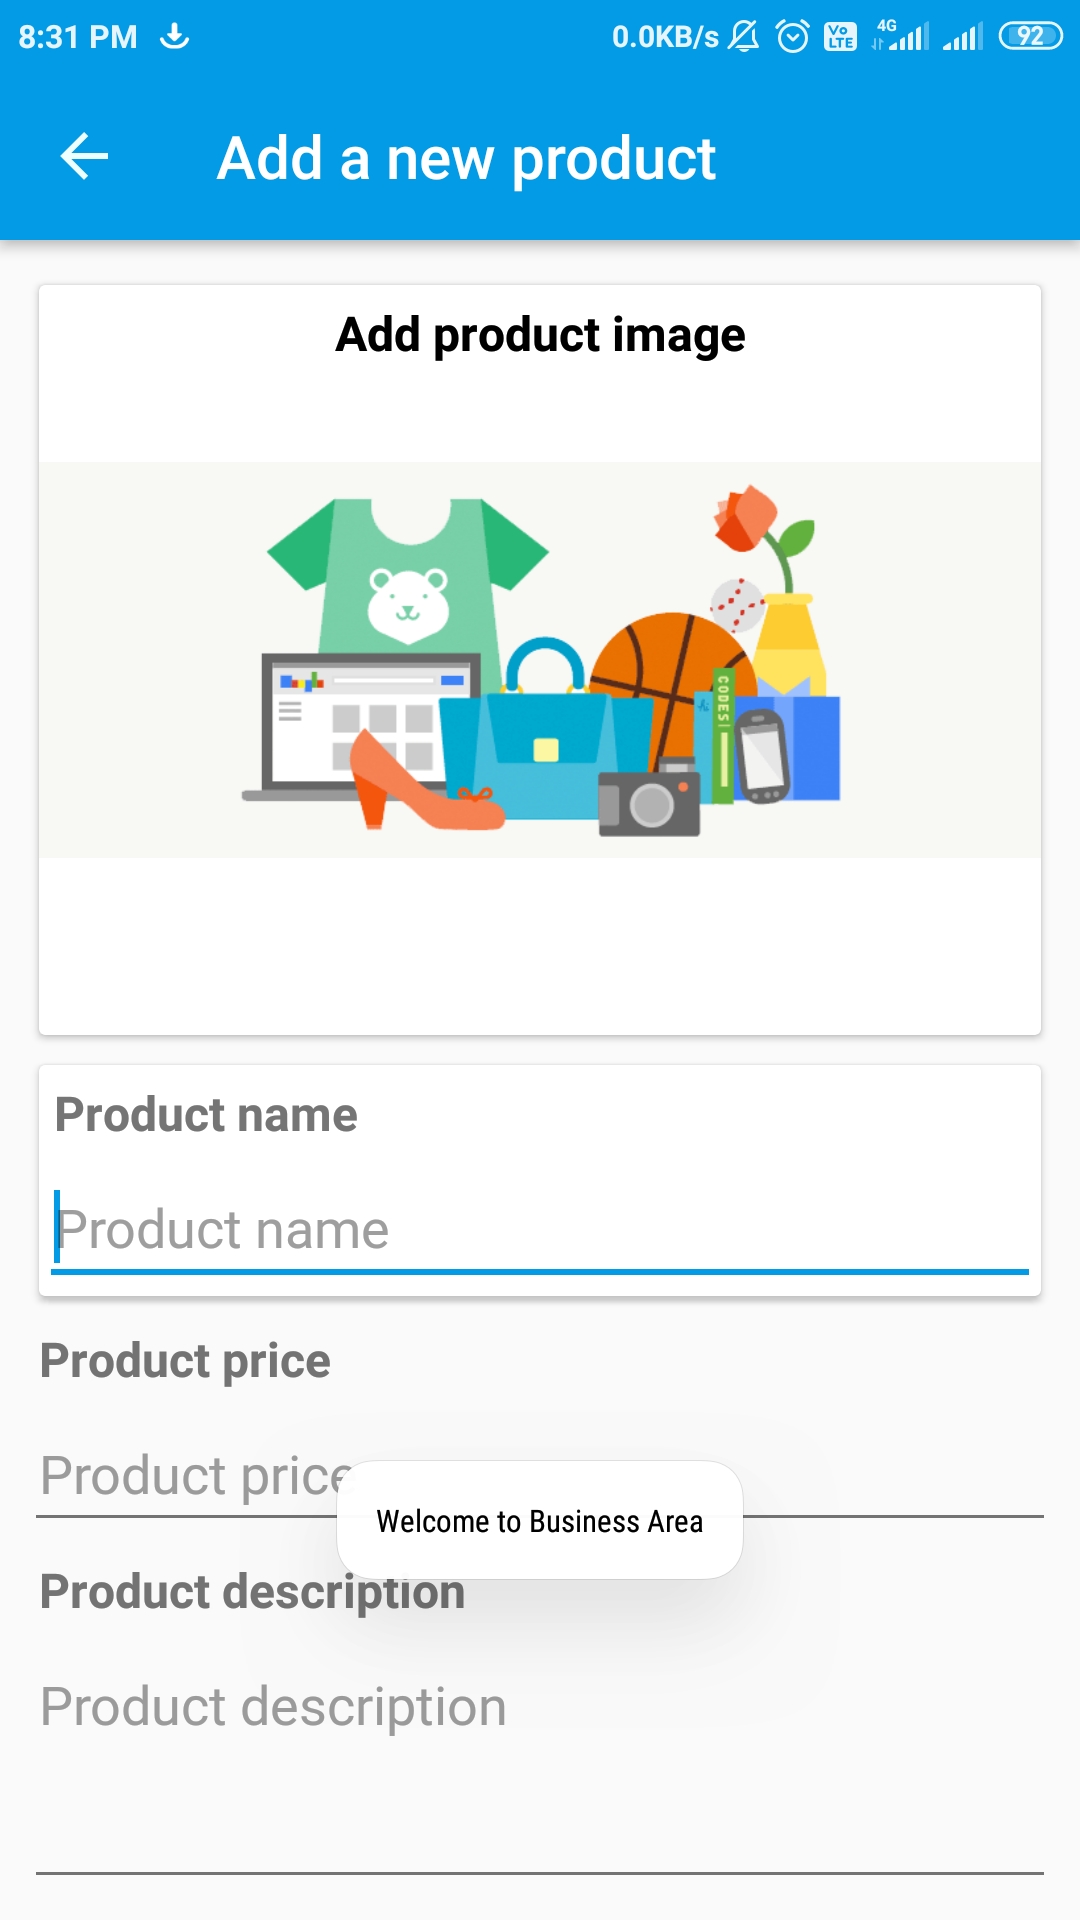 8:31 PM 0.0KB/s Vo LTE 4G 92
Add a new product
Add product image
CODES
Product name
Product name
Product price
Product price
Welcome to Business Area
Product description
Product description